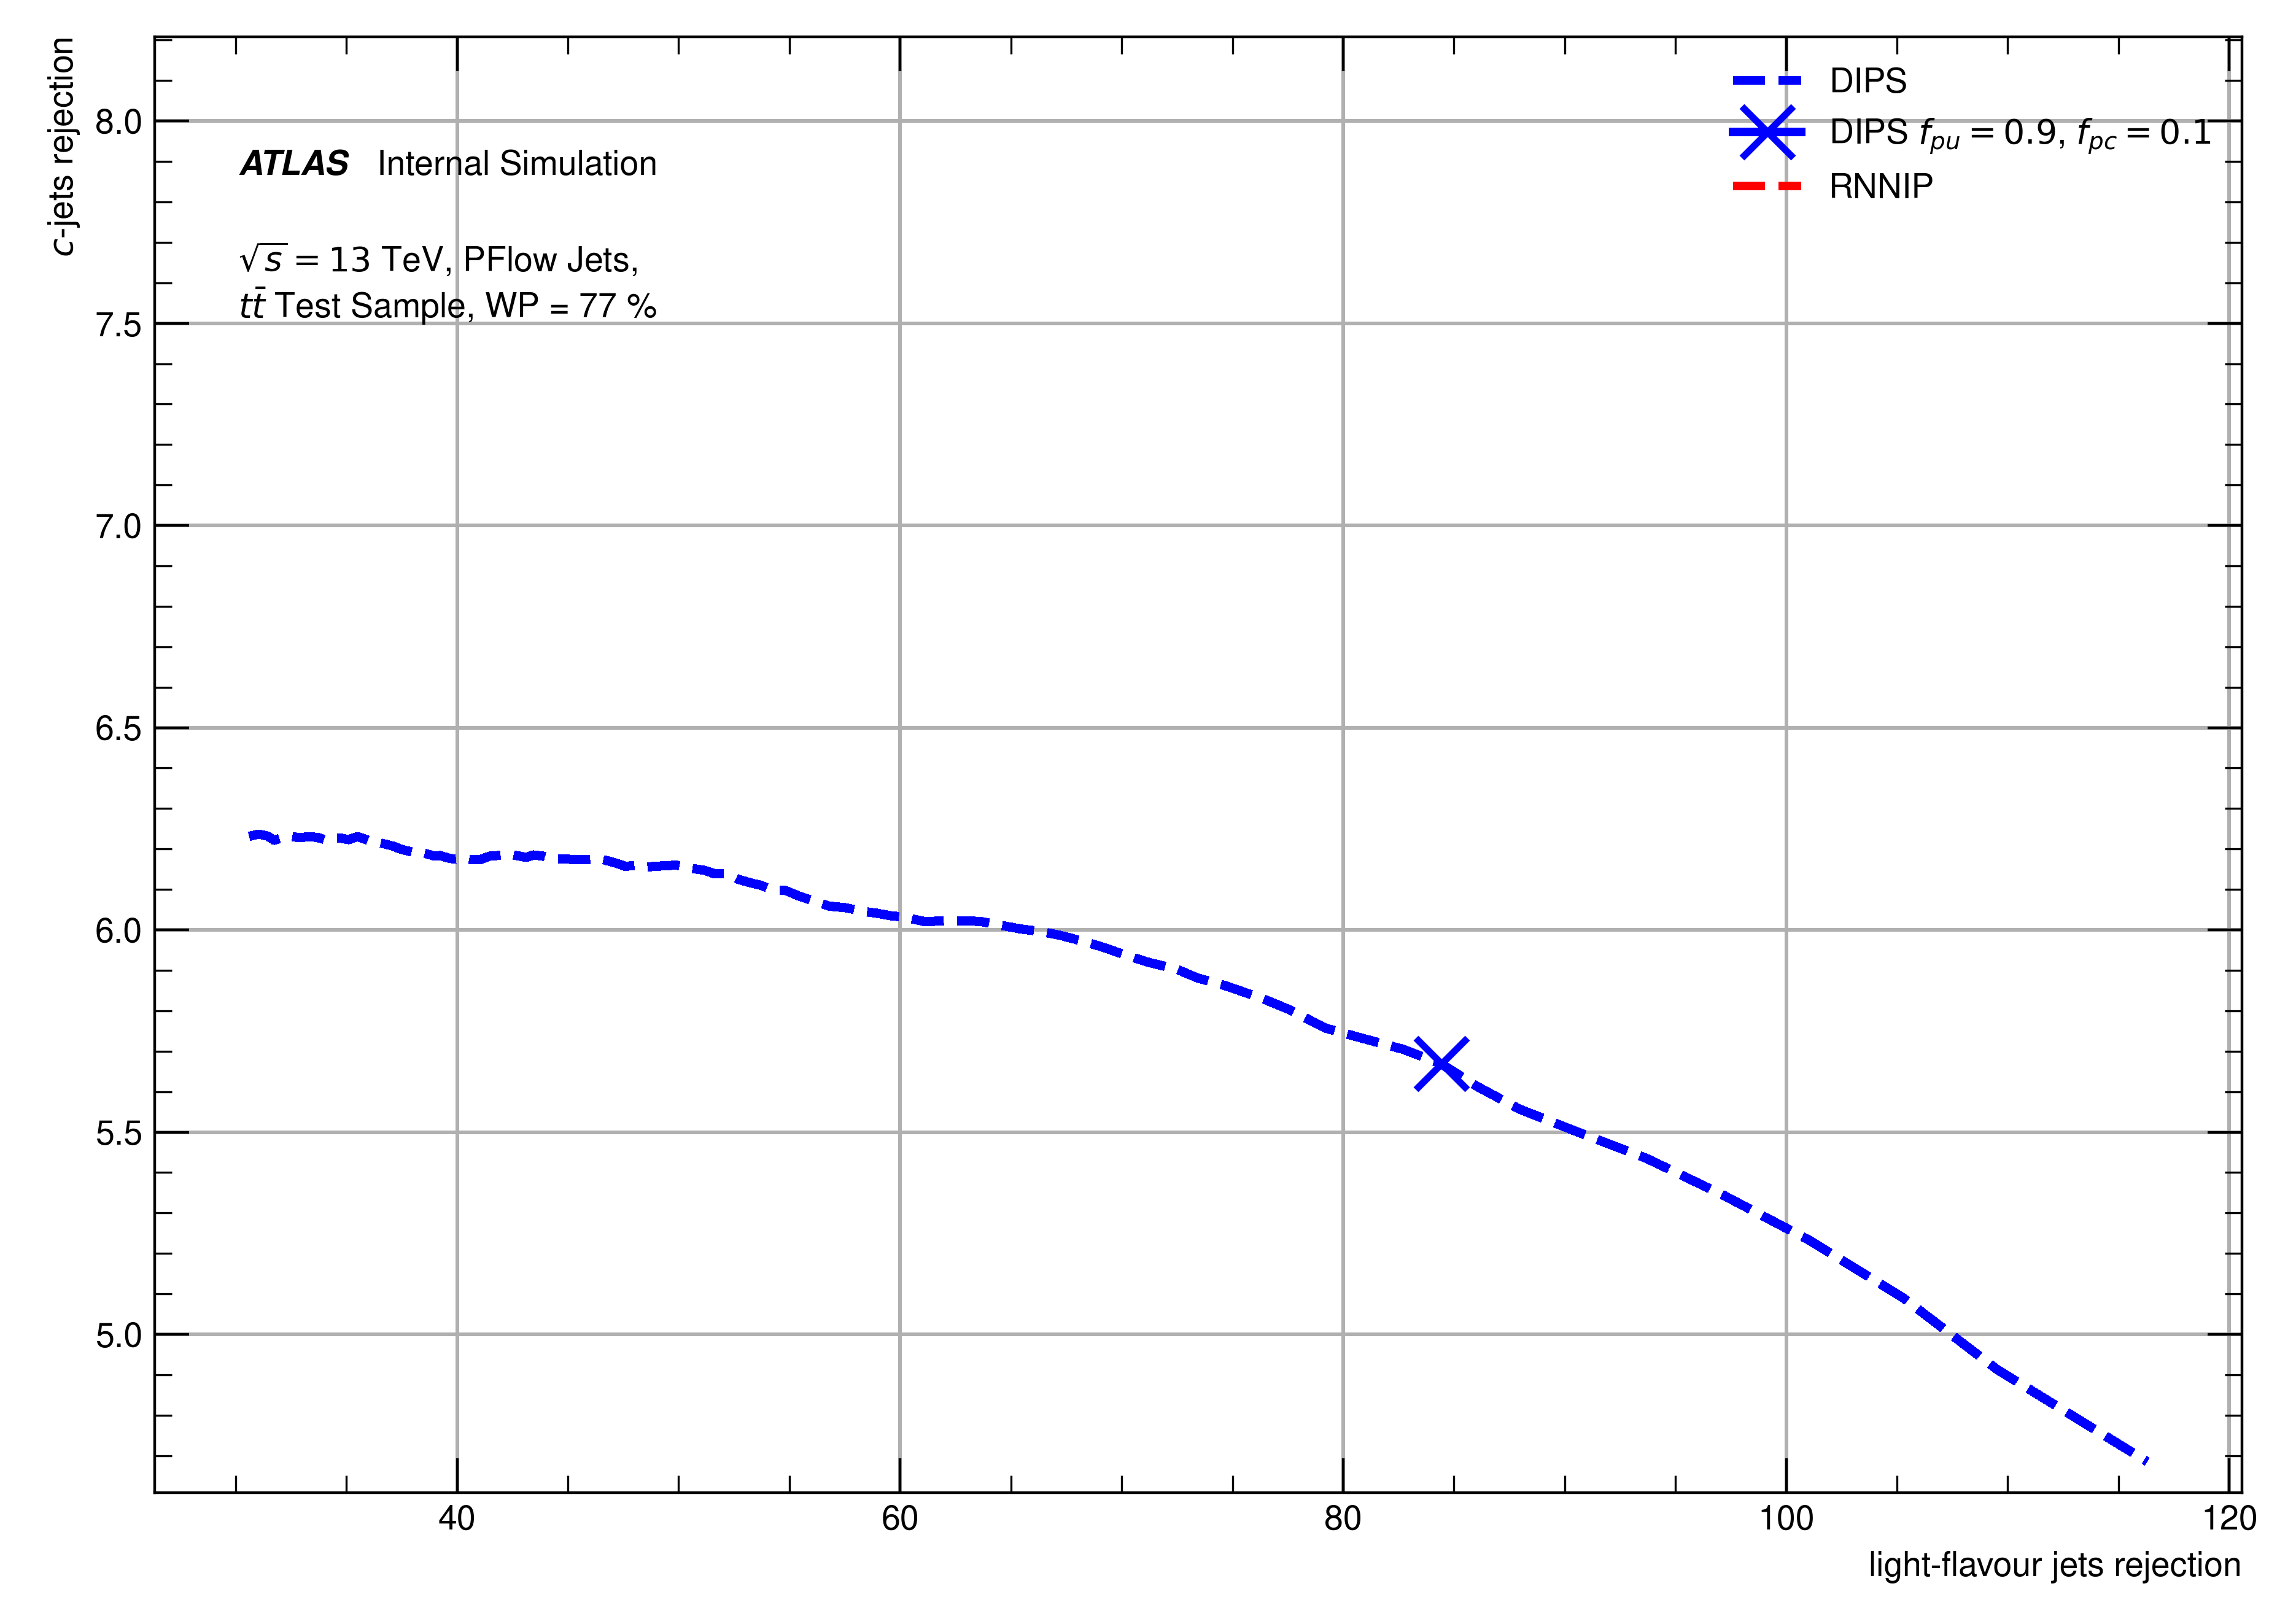 c-jets rejection
8.0
7.5
7.0
6.5
6.0
5.5
5.0
ATLAS Internal Simulation
√s = 13 TeV, PFlow Jets,
tt̄ Test Sample, WP = 77 %
DIPS
DIPS f_pu = 0.9, f_pc = 0.1
RNNIP
40 60 80 100 120
light-flavour jets rejection